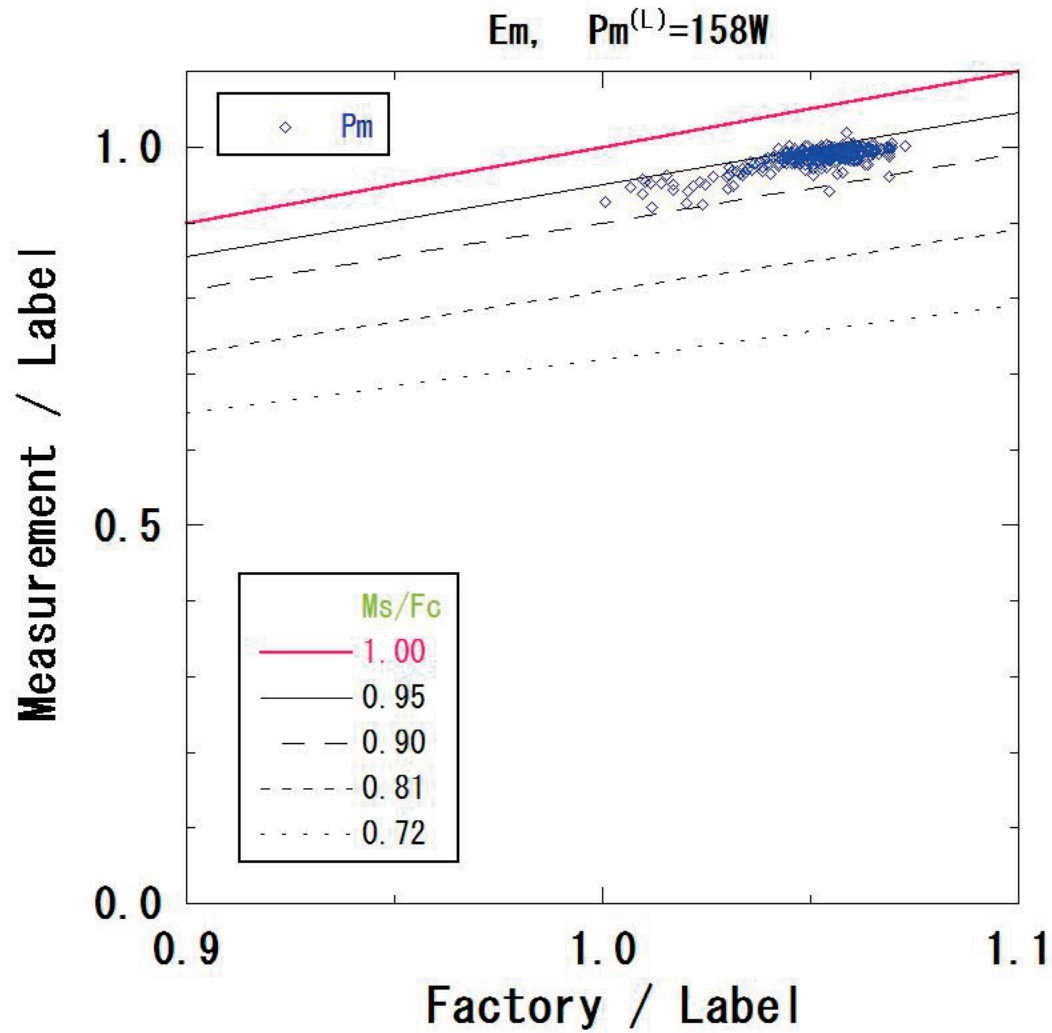 Em, Pm(L)=158W
Pm
1.0
0.5
0.0
Measurement / Label
Ms/Fc
1.00
0.95
0.90
0.81
0.72
0.9 1.0 1.1
Factory / Label